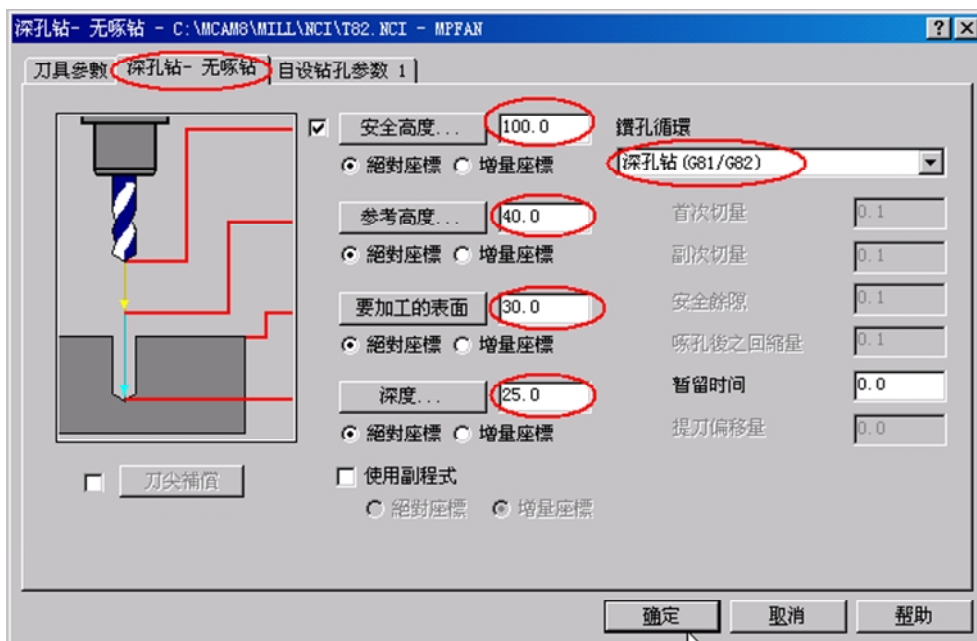 深孔钻- 无啄钻 - C:\MCAM8\MILL\NCI\T82.NCI - MPFAN
刀具參數 深孔钻- 无啄钻 自设钻孔参数 1
安全高度... 100.0
絕對座標 增量座標
参考高度... 40.0
絕對座標 增量座標
要加工的表面 30.0
絕對座標 增量座標
深度... 25.0
絕對座標 增量座標
刀尖補償
使用副程式
絕對座標 增量座標
鑽孔循環
深孔钻(G81/G82)
首次切量 0.1
副次切量 0.1
安全餘隙 0.1
啄孔後之回縮量 0.1
暂留时间 0.0
提刀偏移量 0.0
确定 取消 帮助